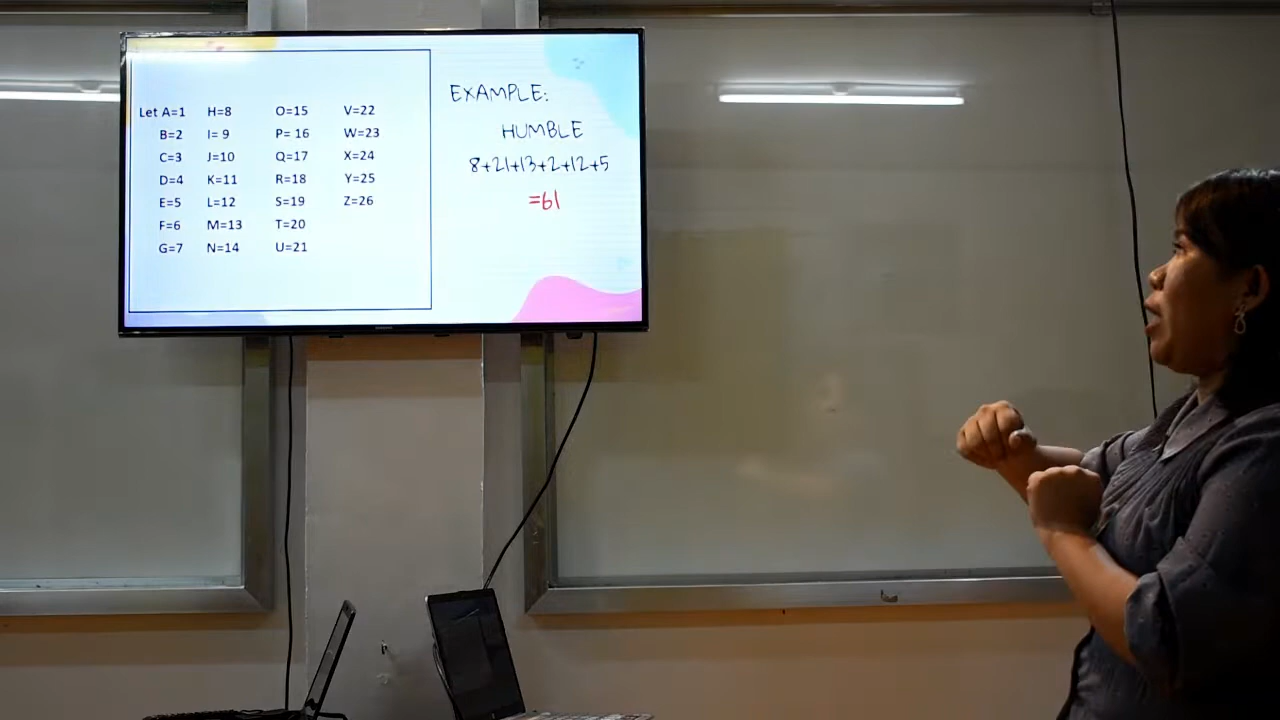 Let A=1 H=8 O=15 V=22
B=2 I= 9 P= 16 W=23
C=3 J=10 Q=17 X=24
D=4 K=11 R=18 Y=25
E=5 L=12 S=19 Z=26
F=6 M=13 T=20
G=7 N=14 U=21
EXAMPLE:
HUMBLE
8+21+13+2+12+5
=61